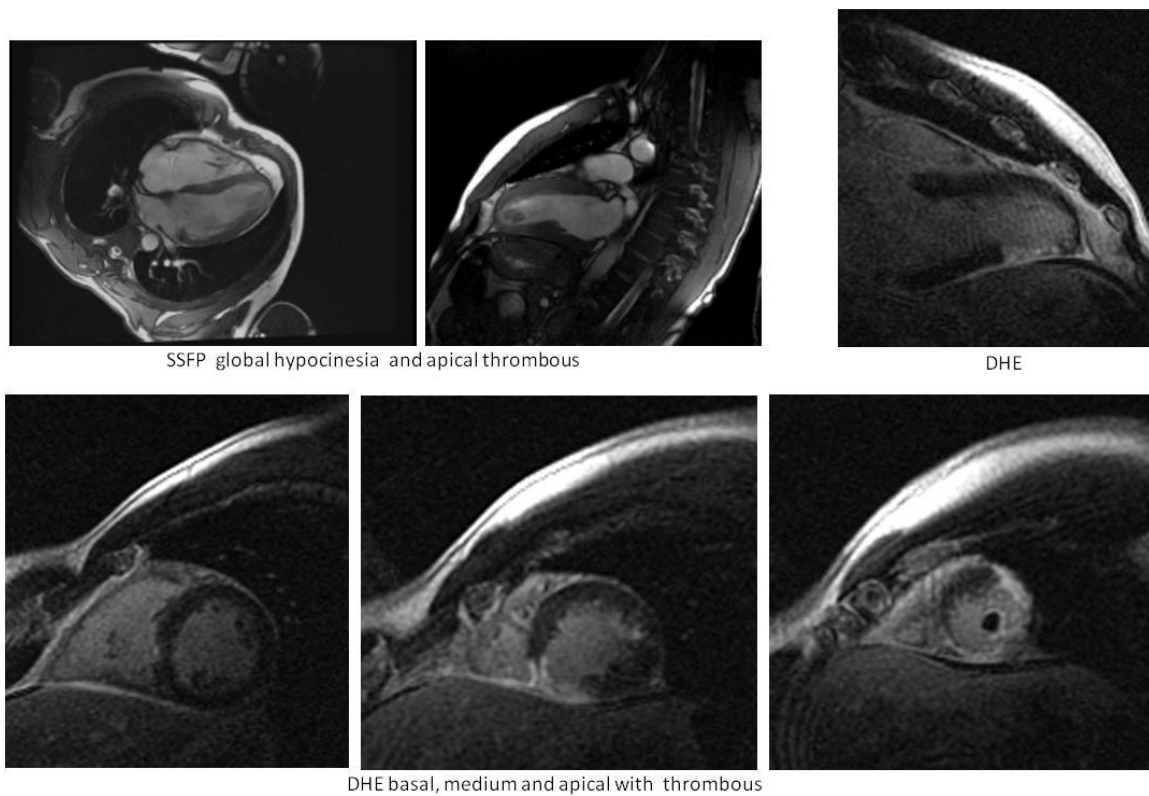 SSFP global hypocinesia and apical thrombous
DHE
DHE basal, medium and apical with thrombous